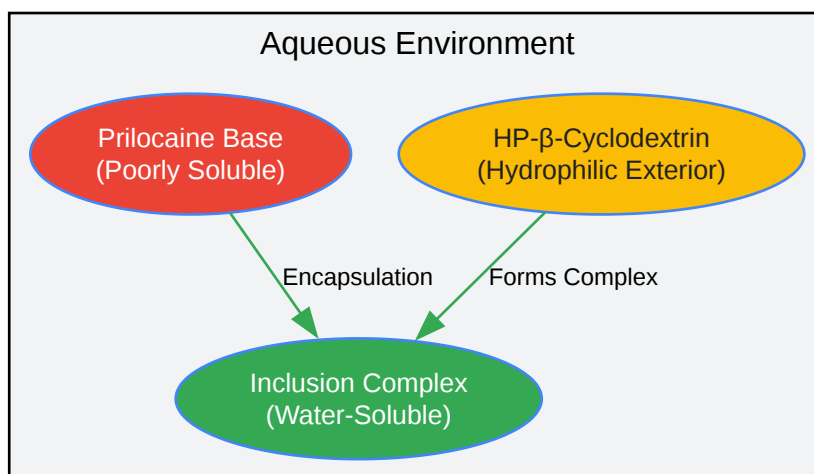 Aqueous Environment
Prilocaine Base
(Poorly Soluble)
HP-β-Cyclodextrin
(Hydrophilic Exterior)
Encapsulation
Forms Complex
Inclusion Complex
(Water-Soluble)